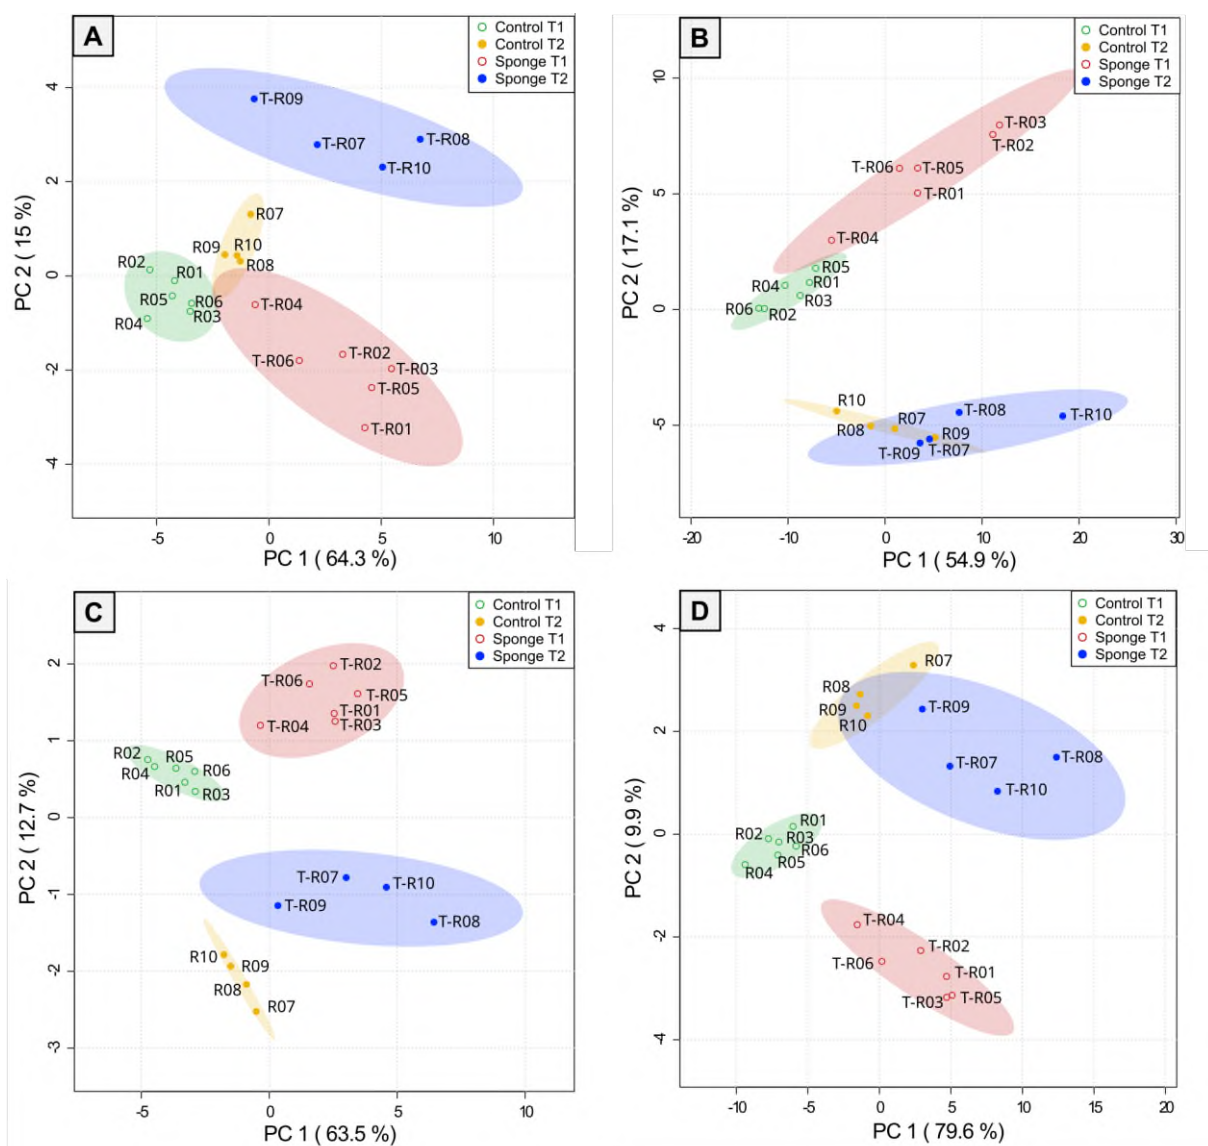 A
Control T1
Control T2
Sponge T1
Sponge T2
PC 2 ( 15 %)
4
2
0
-2
-4
T-R09
T-R07
T-R08
T-R10
R07
R09
R10
R08
R02
R01
R05
R06
R04
R03
T-R04
T-R06
T-R02
T-R03
T-R05
T-R01
-5
0
5
10
PC 1 ( 64.3 %)
B
Control T1
Control T2
Sponge T1
Sponge T2
PC 2 ( 17.1 %)
10
5
0
-5
T-R03
T-R02
T-R06
T-R05
T-R01
T-R04
R05
R04
R01
R03
R06
R02
R10
R07
T-R08
T-R10
R08
R09
T-R09
T-R07
-20
-10
0
10
20
30
PC 1 ( 54.9 %)
C
Control T1
Control T2
Sponge T1
Sponge T2
PC 2 ( 12.7 %)
2
1
0
-1
-2
-3
T-R02
T-R06
T-R05
T-R01
T-R04
T-R03
R02
R05
R04
R06
R01
R03
T-R07
T-R10
T-R09
T-R08
R10
R09
R08
R07
-5
0
5
10
PC 1 ( 63.5 %)
D
Control T1
Control T2
Sponge T1
Sponge T2
PC 2 ( 9.9 %)
4
2
0
-2
-4
R07
R08
R09
R10
T-R09
T-R07
T-R08
T-R10
R01
R02
R03
R06
R05
R04
T-R04
T-R02
T-R06
T-R01
T-R03
T-R05
-10
-5
0
5
10
15
20
PC 1 ( 79.6 %)